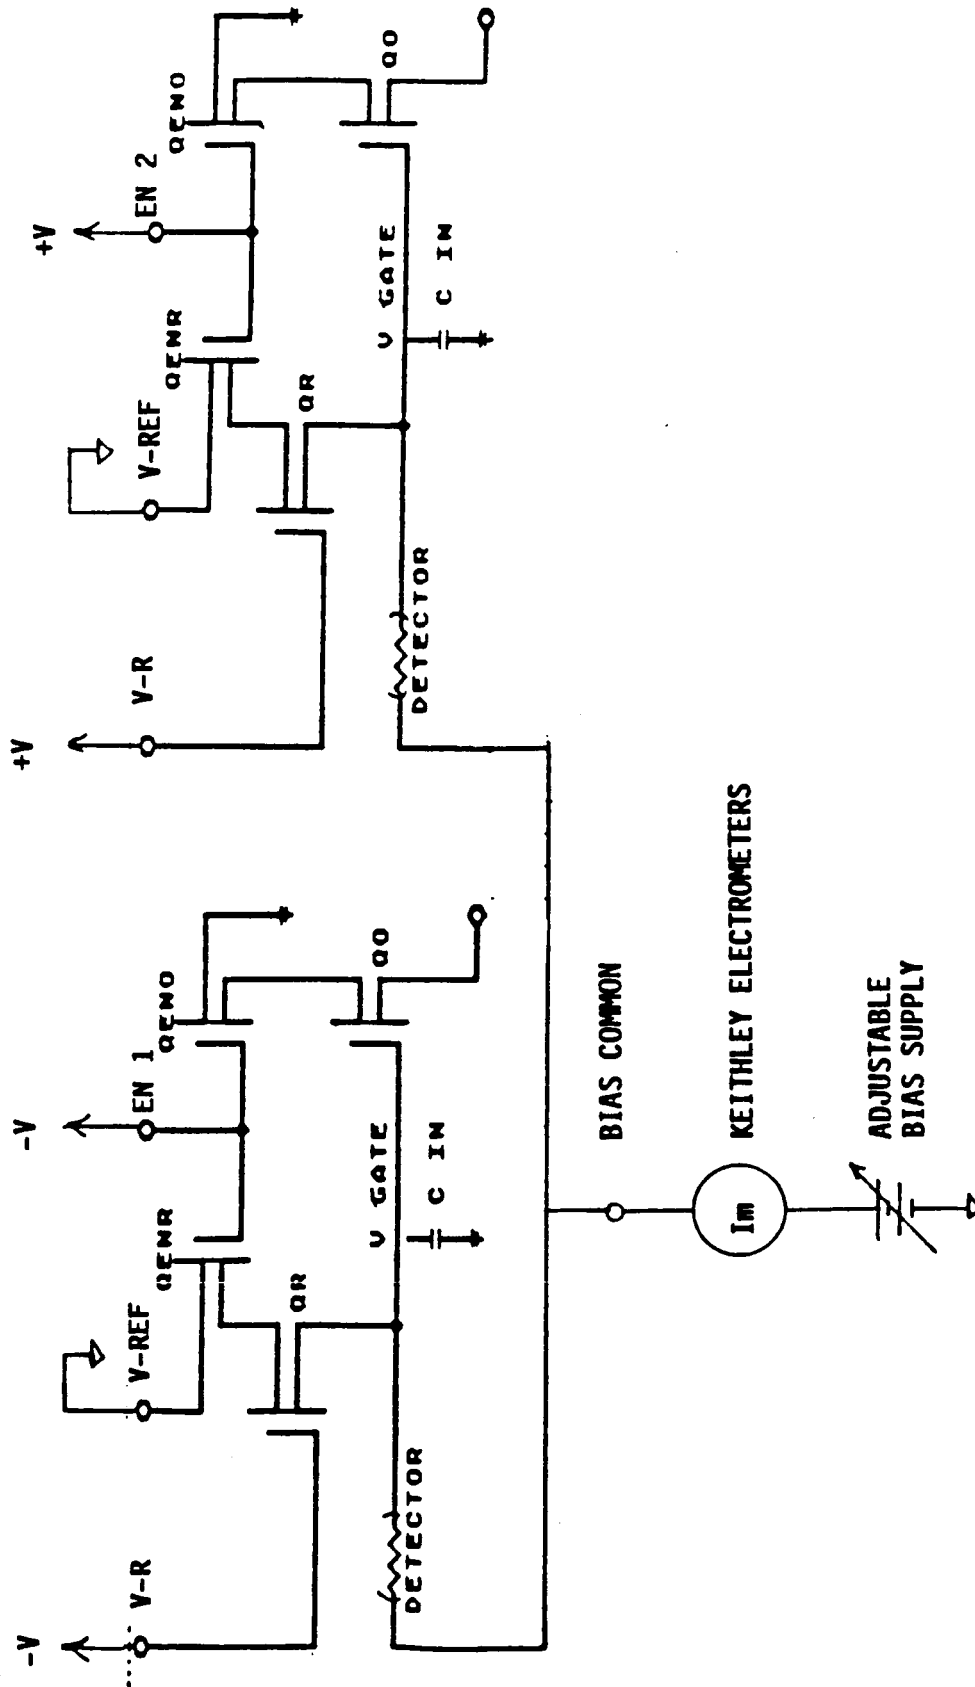 -V
-V
+V
+V
V-R
V-REF
EN 1
V-R
V-REF
EN 2
QENR
QENO
QENR
QENO
QR
QR
V GATE
QO
V GATE
QO
DETECTOR
C IN
DETECTOR
C IN
BIAS COMMON
Im
KEITHLEY ELECTROMETERS
ADJUSTABLE
BIAS SUPPLY